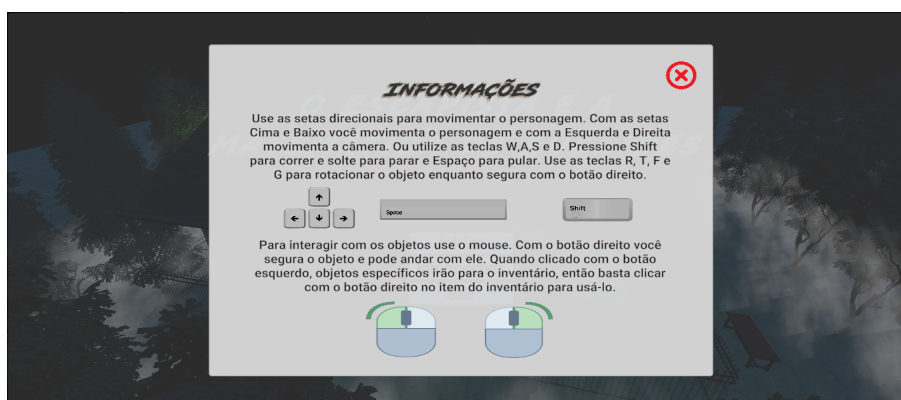 INFORMAÇÕES
Use as setas direcionais para movimentar o personagem. Com as setas
Cima e Baixo você movimenta o personagem e com a Esquerda e Direita
movimenta a câmera. Ou utilize as teclas W,A,S e D. Pressione Shift
para correr e solte para parar e Espaço para pular. Use as teclas R, T, F e
G para rotacionar o objeto enquanto segura com o botão direito.
Space
Shift
Para interagir com os objetos use o mouse. Com o botão direito você
segura o objeto e pode andar com ele. Quando clicado com o botão
esquerdo, objetos específicos irão para o inventário, então basta clicar
com o botão direito no item do inventário para usá-lo.